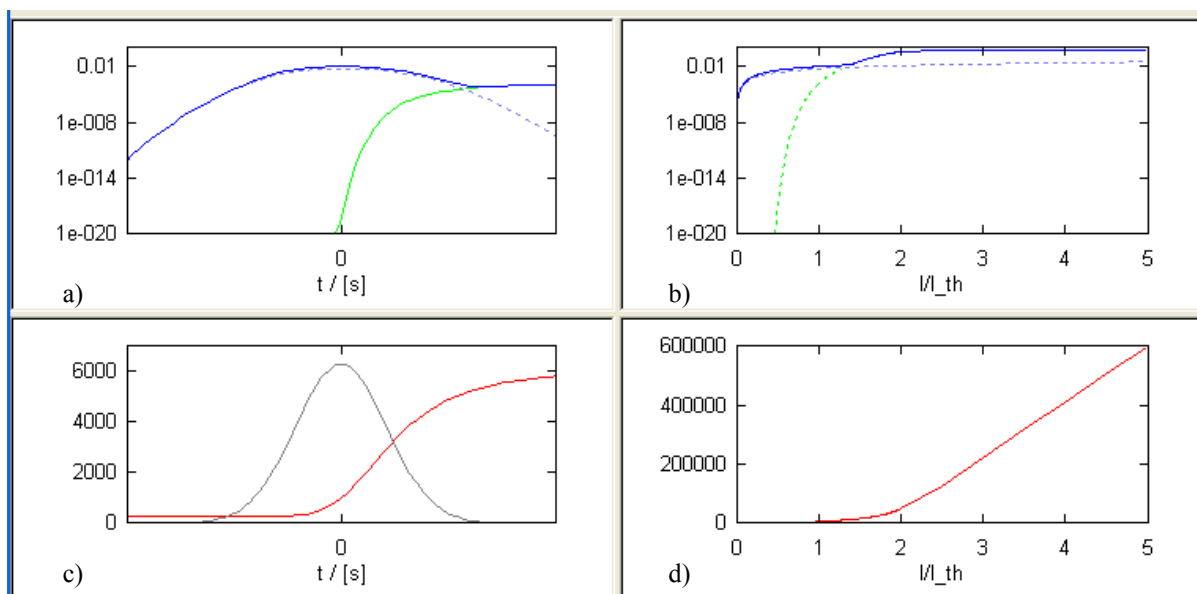 0.01
1e-008
1e-014
1e-020
0
t / [s]
a)
0.01
1e-008
1e-014
1e-020
0 1 2 3 4 5
I/I_th
b)
6000
4000
2000
0
0
t / [s]
c)
600000
400000
200000
0
0 1 2 3 4 5
I/I_th
d)